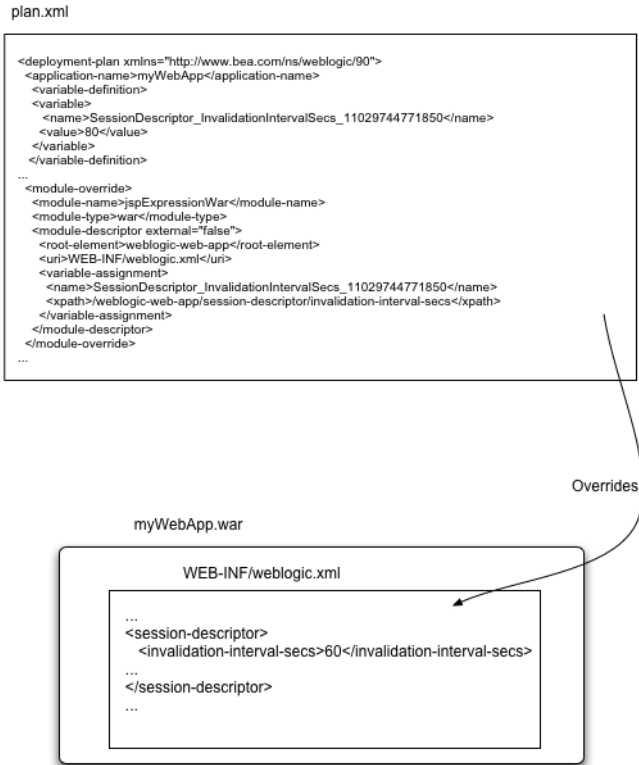 plan.xml
<deployment-plan xmlns="http://www.bea.com/ns/weblogic/90">
<application-name>myWebApp</application-name>
<variable-definition>
<variable>
<name>SessionDescriptor_InvalidationIntervalSecs_11029744771850</name>
<value>80</value>
</variable>
</variable-definition>
...
<module-override>
<module-name>jspExpressionWar</module-name>
<module-type>war</module-type>
<module-descriptor external="false">
<root-element>weblogic-web-app</root-element>
<uri>WEB-INF/weblogic.xml</uri>
<variable-assignment>
<name>SessionDescriptor_InvalidationIntervalSecs_11029744771850</name>
<xpath>/weblogic-web-app/session-descriptor/invalidation-interval-secs</xpath>
</variable-assignment>
</module-descriptor>
</module-override>
...
Overrides
myWebApp.war
WEB-INF/weblogic.xml
...
<session-descriptor>
<invalidation-interval-secs>60</invalidation-interval-secs>
...
</session-descriptor>
...